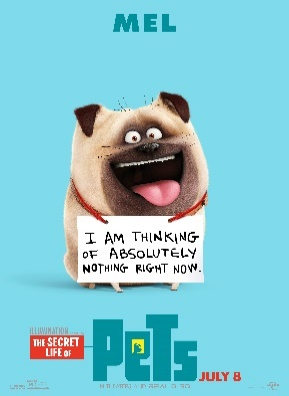 MEL
I AM THINKING
OF ABSOLUTELY
NOTHING RIGHT NOW.
ILLUMINATION
THE SECRET
LIFE OF
PETS
JULY 8